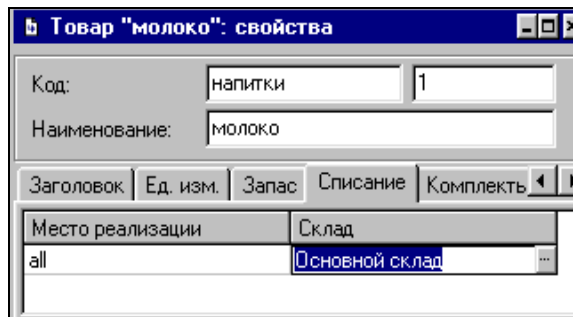 Товар "молоко": свойства
Код: напитки 1
Наименование: молоко
Заголовок Ед. изм. Запас Списание Комплекть
Место реализации Склад
all Основной склад ...